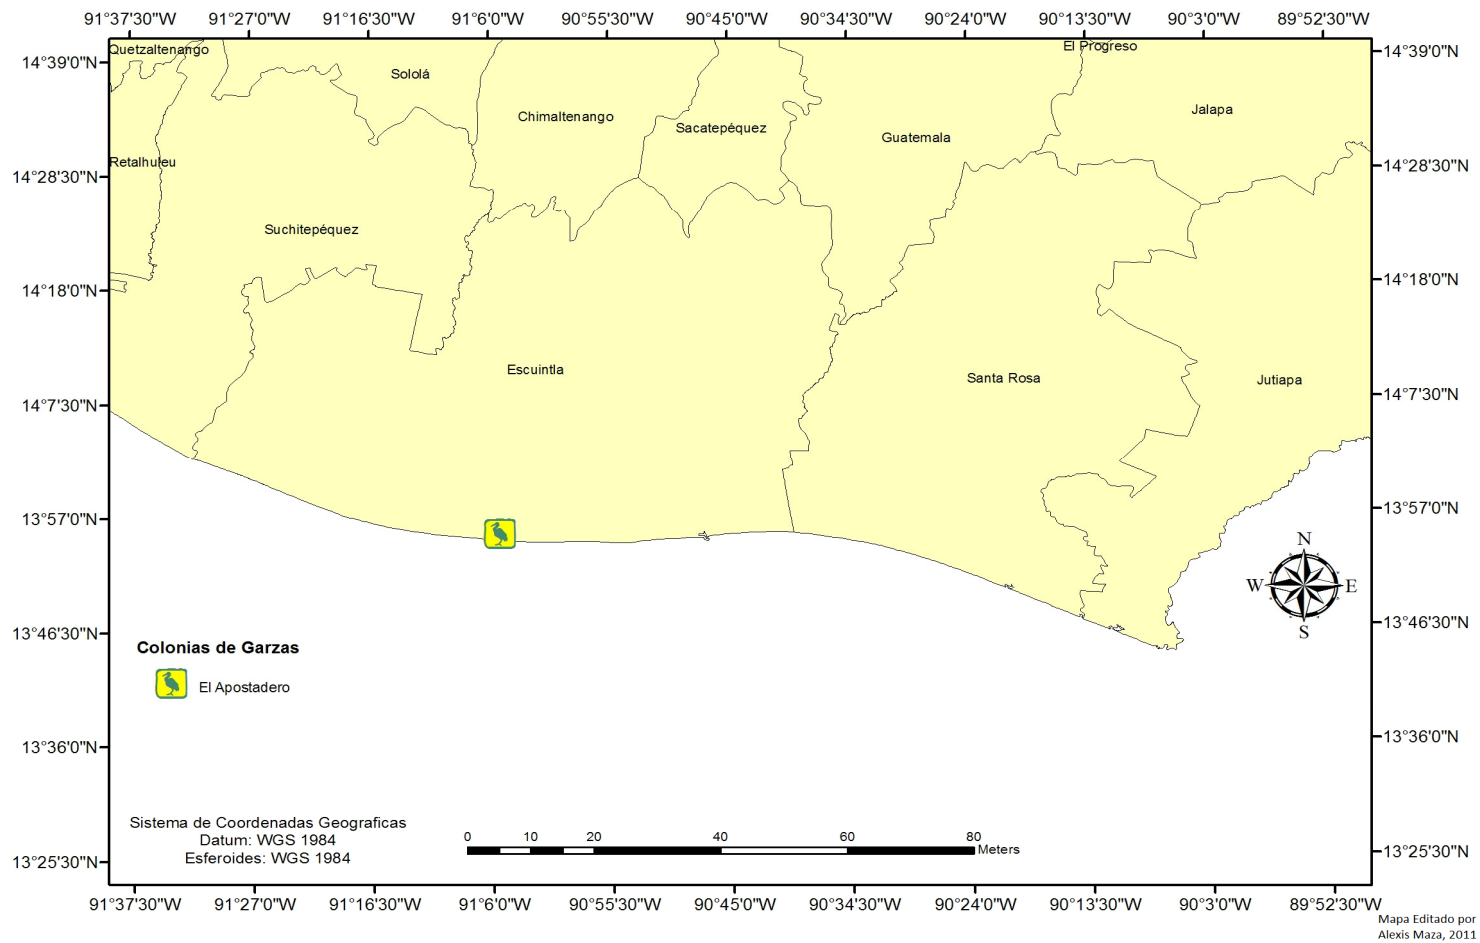 91°37'30"W 91°27'0"W 91°16'30"W 91°6'0"W 90°55'30"W 90°45'0"W 90°34'30"W 90°24'0"W 90°13'30"W 90°3'0"W 89°52'30"W
Quetzaltenango
El Progreso
14°39'0"N
14°39'0"N
Sololá
Chimaltenango
Sacatepéquez
Guatemala
Jalapa
Retalhuleu
14°28'30"N
14°28'30"N
Suchitepéquez
14°18'0"N
14°18'0"N
Escuintla
Santa Rosa
Jutiapa
14°7'30"N
14°7'30"N
13°57'0"N
13°57'0"N
N
W E
S
13°46'30"N
13°46'30"N
Colonias de Garzas
El Apostadero
13°36'0"N
13°36'0"N
Sistema de Coordenadas Geograficas
Datum: WGS 1984
Esferoides: WGS 1984
0 10 20 40 60 80
Meters
13°25'30"N
13°25'30"N
91°37'30"W 91°27'0"W 91°16'30"W 91°6'0"W 90°55'30"W 90°45'0"W 90°34'30"W 90°24'0"W 90°13'30"W 90°3'0"W 89°52'30"W
Mapa Editado por
Alexis Maza, 2011